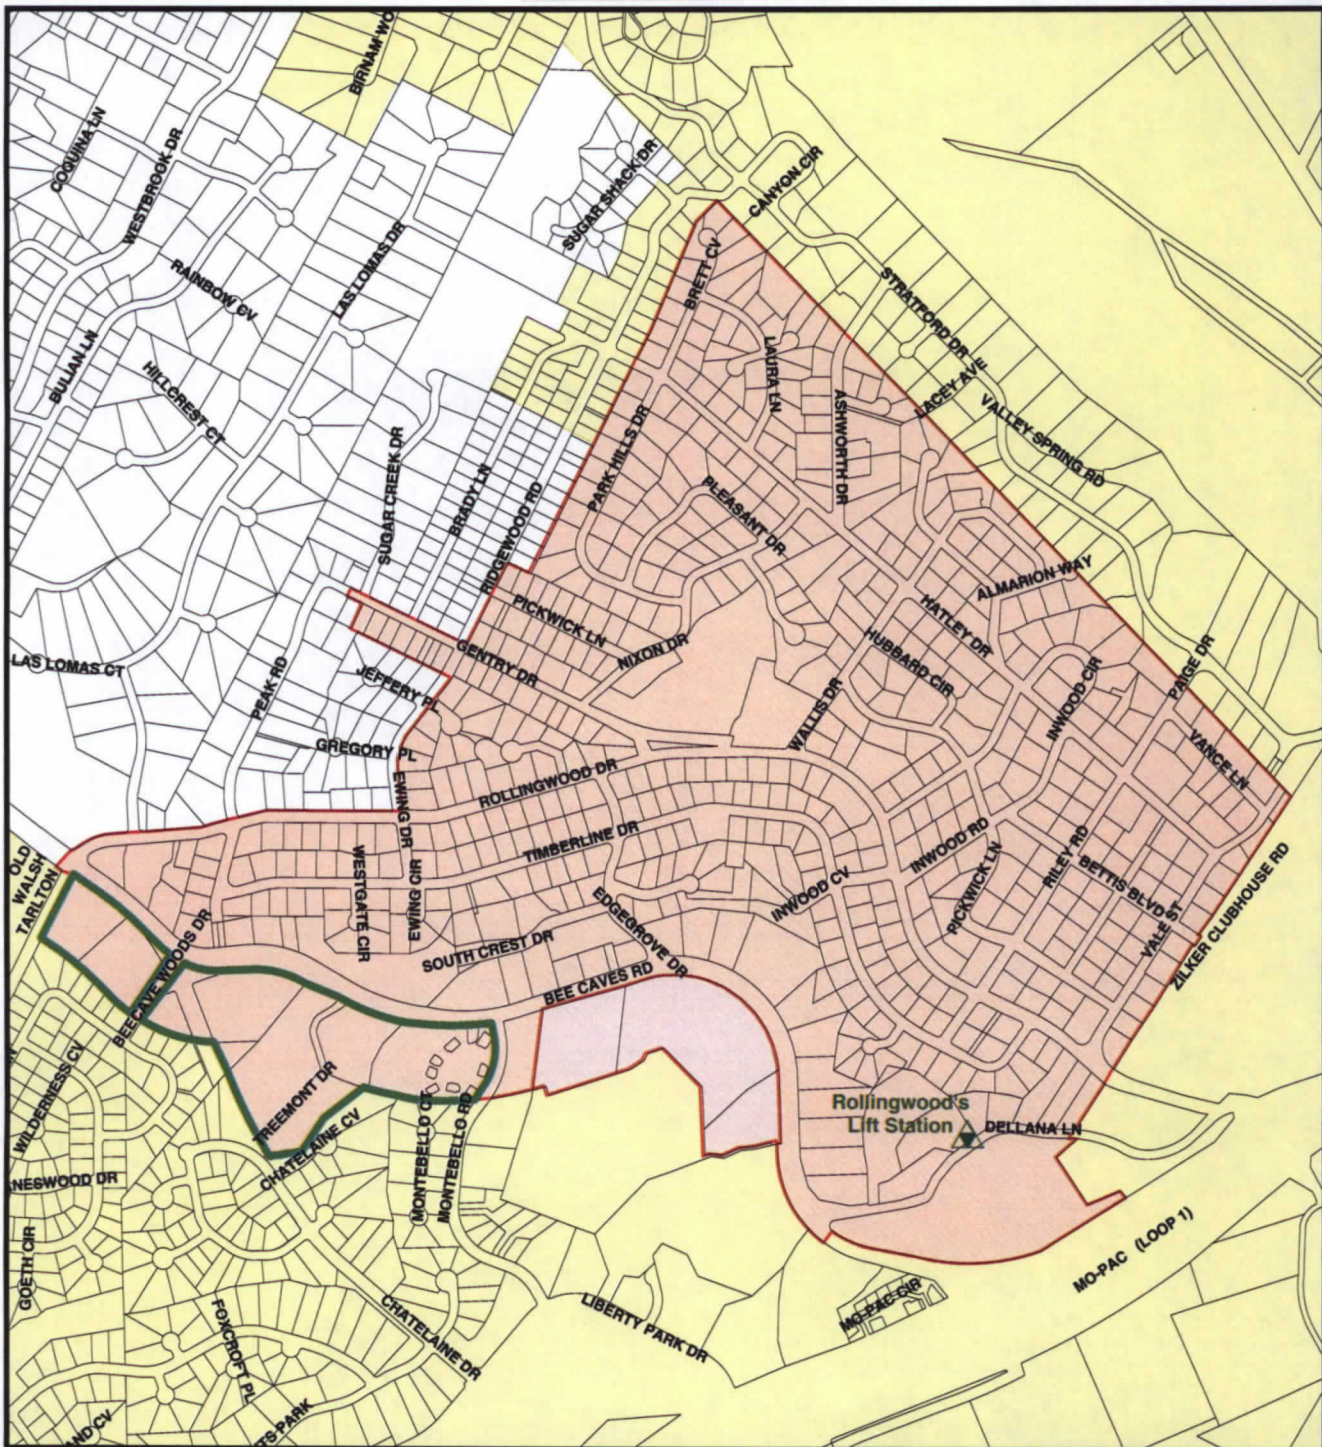 BIRNAM WO
COQUINA LN
WESTBROOK DR
SUGAR SHACK DR
CANYON CIR
LAS LOMAS DR
RAINBOW CV
BRETT CV
STRATFORD DR
BULIAN LN
HILLCREST CT
LAURA LN
ASHWORTH DR
LACEY AVE
VALLEY SPRING RD
PARK HILLS DR
SUGAR CREEK DR
BRADY LN
RIDGEWOOD RD
PLEASANT DR
ALMARION WAY
PICKWICK LN
HATLEY DR
HUBBARD CIR
NIXON DR
GENTRY DR
LAS LOMAS CT
PEAK RD
JEFFERY PL
GREGORY PL
WALLIS DR
INWOOD CIR
PAIGE DR
VANCE LN
EWING DR
ROLLINGWOOD DR
TIMBERLINE DR
INWOOD RD
RILEY RD
BETTIS BLVD
OLD
WALSH
TARLTON
WESTGATE CIR
EWING CIR
INWOOD CV
PICKWICK LN
VALE ST
ZILKER CLUBHOUSE RD
EDGEGROVE DR
SOUTH CREST DR
BEE CAVES RD
BEECAVE WOODS DR
WILDERNESS CV
TREEMONT DR
CHATELAINE CV
MONTEBELLO CT
MONTEBELLO RD
Rollingwood's
Lift Station
DELLANA LN
NESWOOD DR
GOETH CIR
MO-PAC (LOOP 1)
MO-PAC CIR
LIBERTY PARK DR
CHATELAINE DR
FOXCROFT PL
TS PARK
AND CV